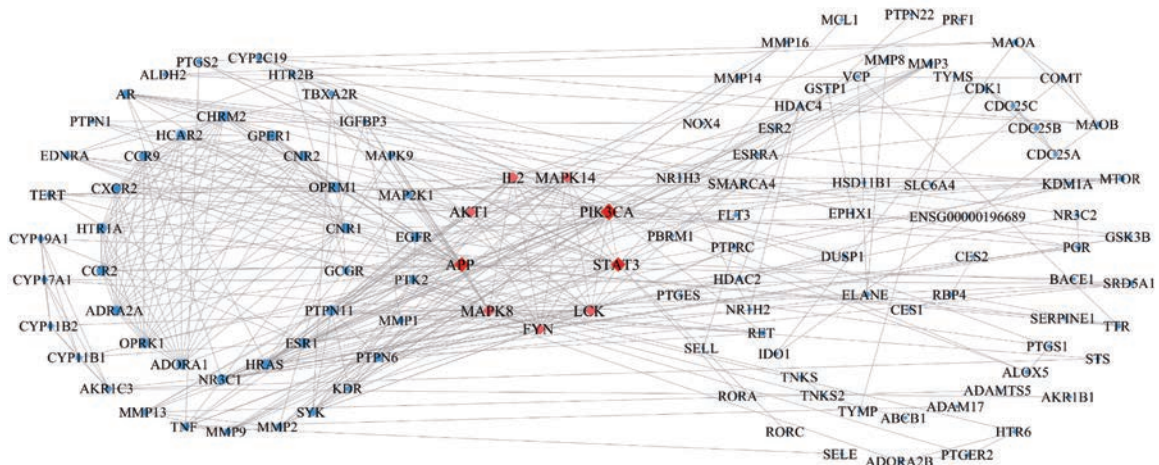 PTPN22
MCL1
PRF1
MMP16
MAOA
PTGS2
CYP2C19
ALDH2
HTR2B
MMP8
MMP3
MMP14
VCP
TYMS
COMT
GSTP1
CDK1
AR
TBXA2R
HDAC4
CDC25C
PTPN1
CHRM2
IGFBP3
NOX4
ESR2
CDC25B
MAOB
HCAR2
GPER1
EDNRA
CCR9
CNR2
MAPK9
ESRRA
CDC25A
TERT
CXCR2
OPRM1
MAP2K1
IL2
MAPK14
NR1H3
SMARCA4
HSD11B1
SLC6A4
KDM1A
MTOR
AKT1
PIK3CA
FLT3
EPHX1
ENSG00000196689
NR3C2
HTR1A
CNR1
EGFR
PBRM1
PTPRC
GSK3B
CYP19A1
PGR
CCR2
GCGR
PTK2
APP
STAT3
DUSP1
CES2
CYP17A1
HDAC2
BACE1
SRD5A1
PTGES
ELANE
RBP4
ADRA2A
PTPN11
MMP1
MAPK8
LCK
NR1H2
CES1
SERPINE1
CYP11B2
FYN
RET
TTR
OPRK1
ESR1
SELL
IDO1
PTGS1
CYP11B1
ADORA1
HRAS
PTPN6
STS
NR3C1
TNKS
ALOX5
AKR1C3
KDR
RORA
TNKS2
ADAMTS5
AKR1B1
MMP13
SYK
TYMP
ABCB1
ADAM17
TNF
MMP9
MMP2
RORC
HTR6
SELE
ADORA2B
PTGER2